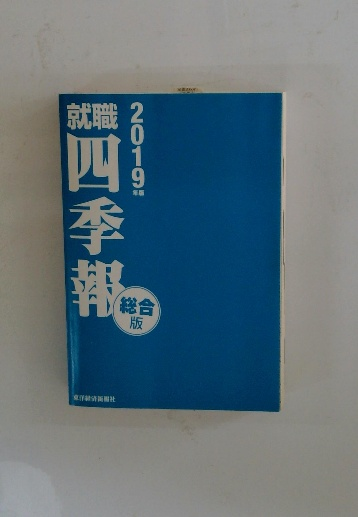 就職
四季報
2019年版
総合
版
東洋経済新報社